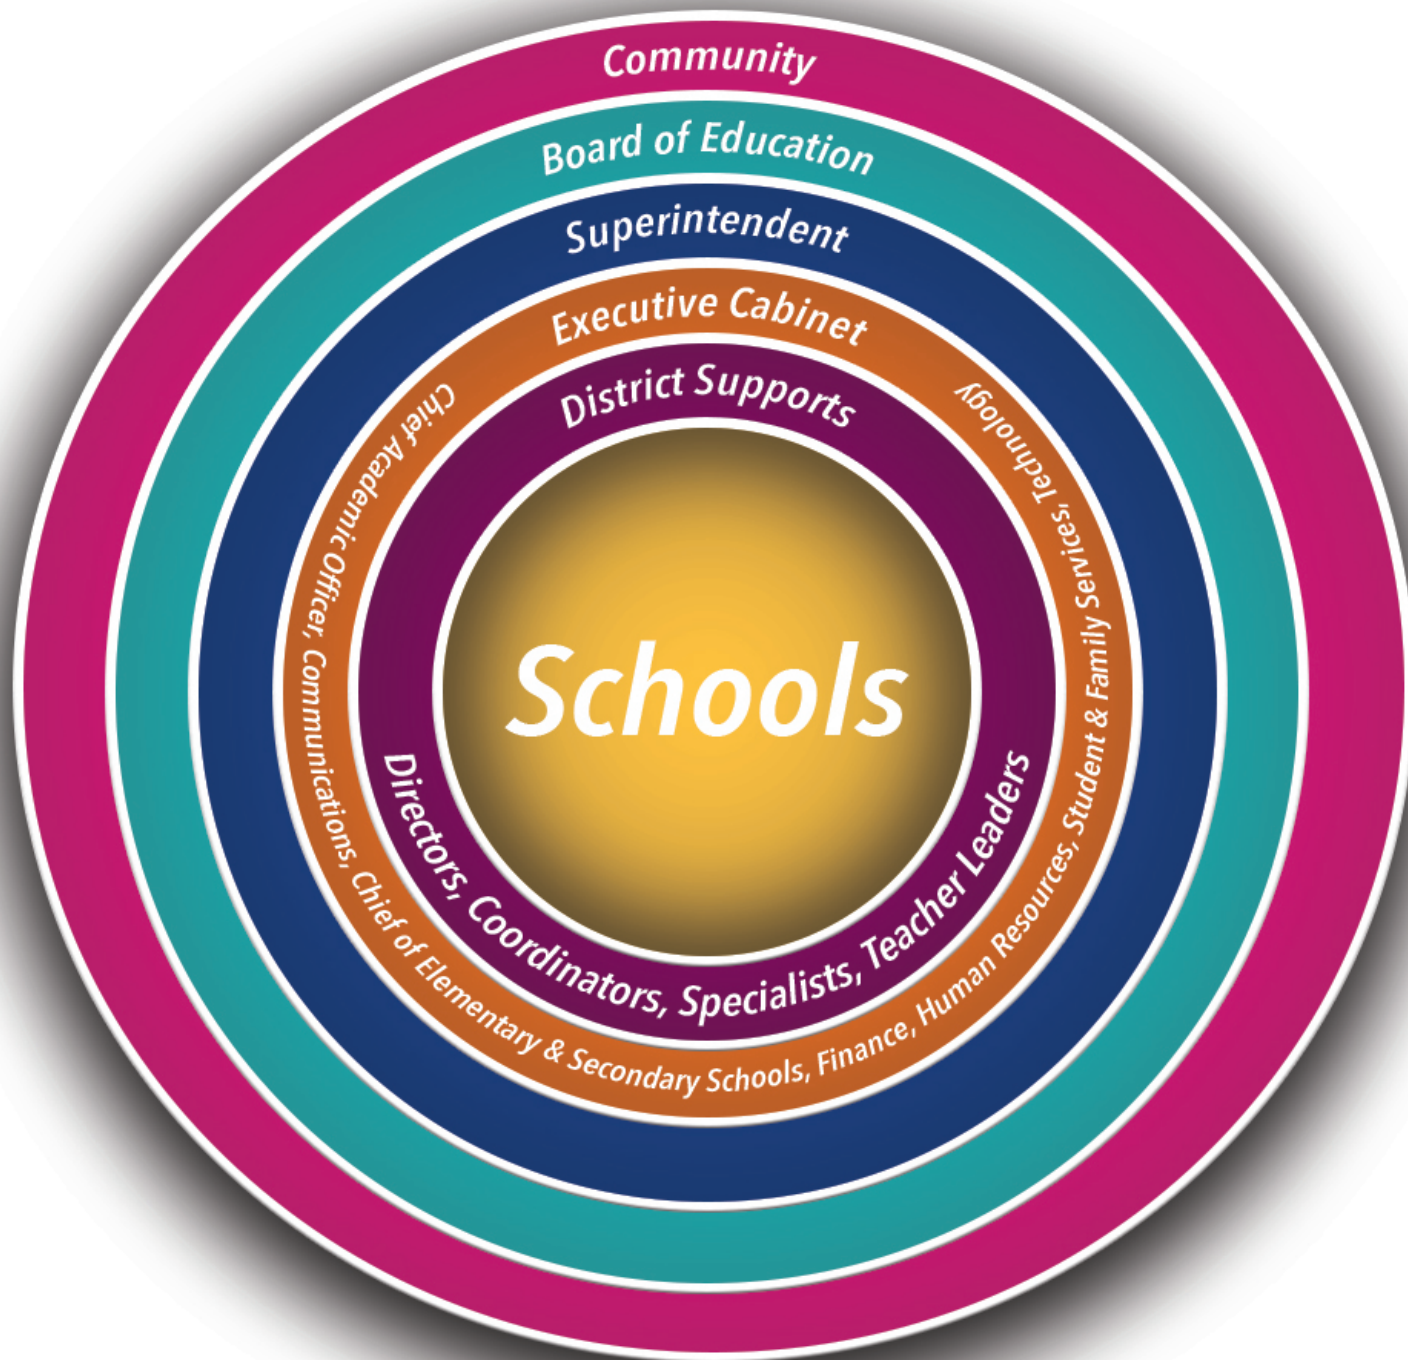 Community
Board of Education
Superintendent
Executive Cabinet
Chief Academic Officer, Communications, Chief of Elementary & Secondary Schools, Finance, Human Resources, Student & Family Services, Technology
District Supports
Directors, Coordinators, Specialists, Teacher Leaders
Schools